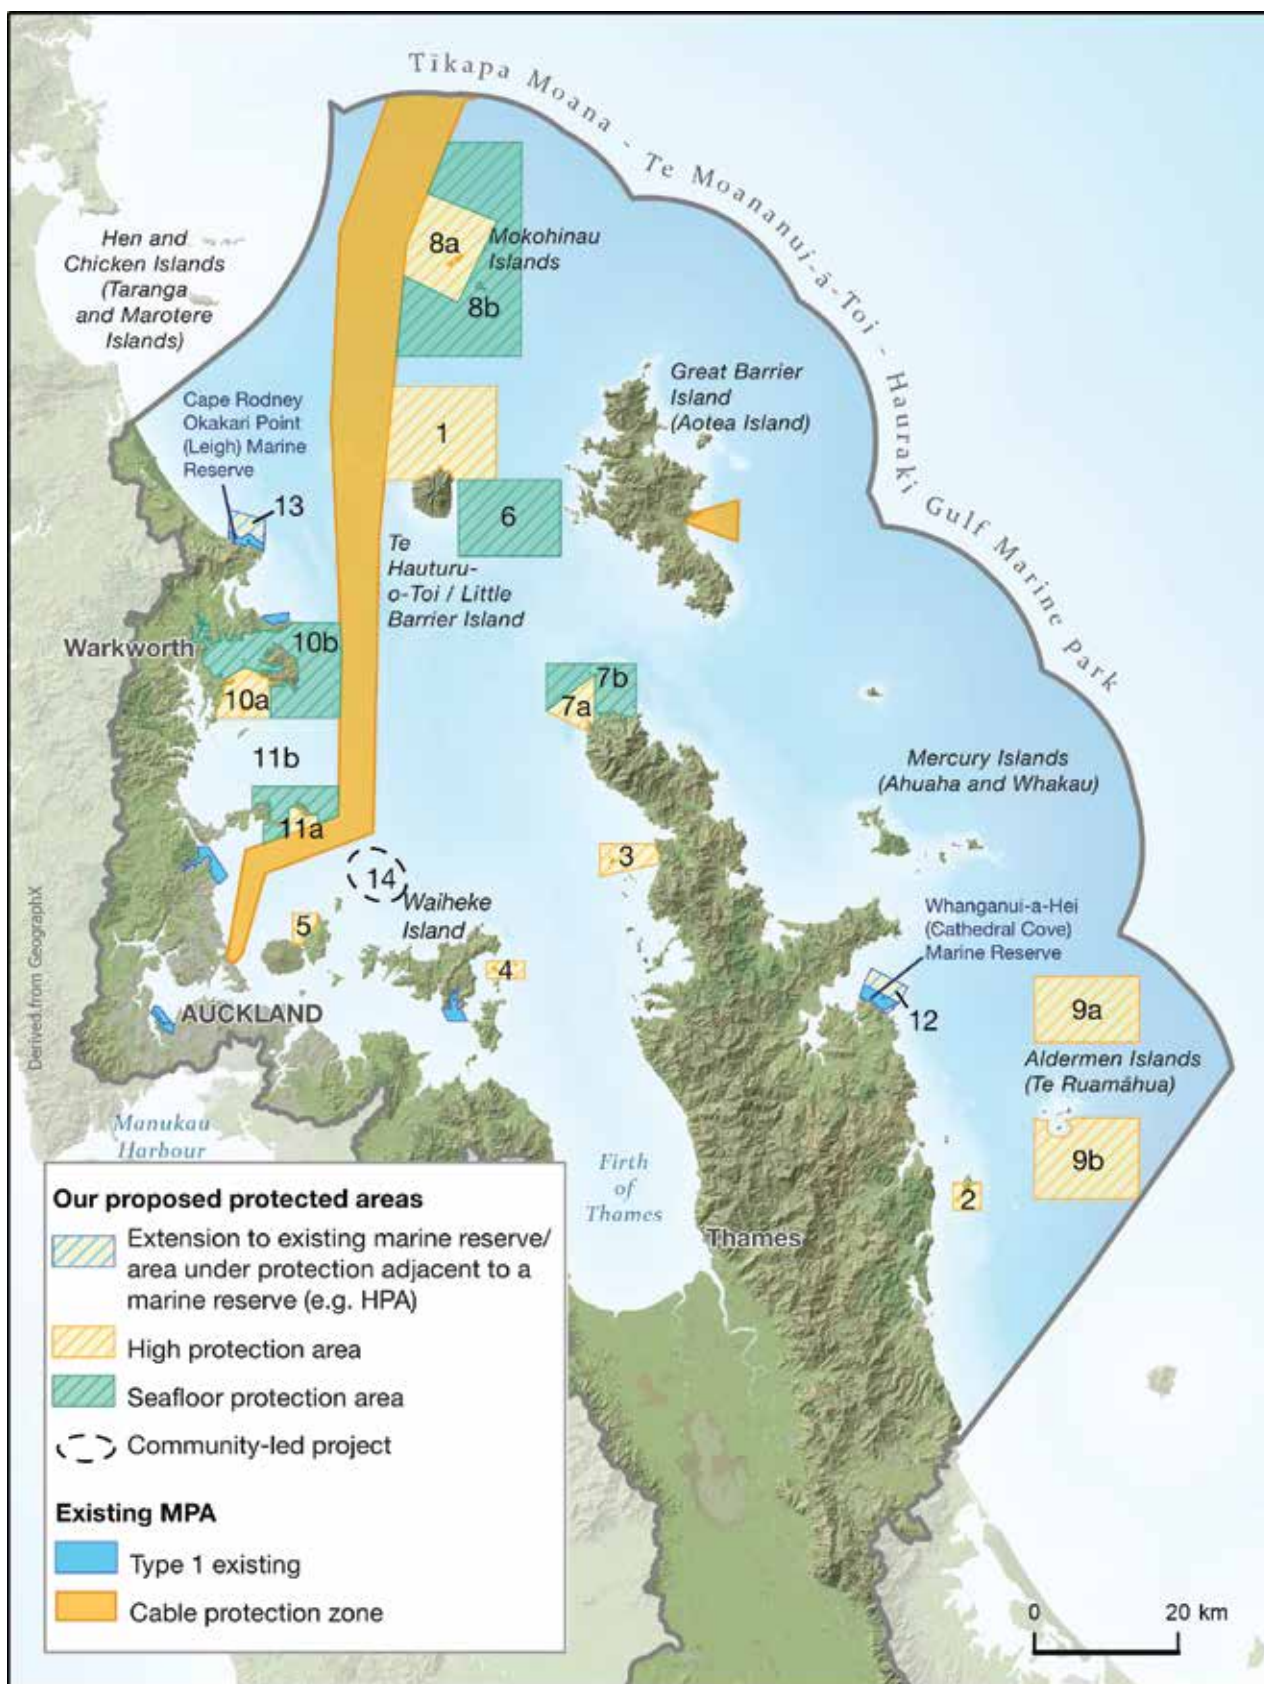 Tīkapa Moana - Te Moananui-ā-Toi - Hauraki Gulf Marine Park
Hen and
Chicken Islands
(Taranga
and Marotere
Islands)
8a
Mokohinau
Islands
8b
Great Barrier
Island
(Aotea Island)
Cape Rodney
Okakari Point
(Leigh) Marine
Reserve
1
13
6
Te
Hauturu-
o-Toi / Little
Barrier Island
Warkworth
10b
10a
7b
7a
11b
Mercury Islands
(Ahuaha and Whakau)
11a
3
14
Waiheke
Island
Whanganui-a-Hei
(Cathedral Cove)
Marine Reserve
5
4
12
9a
AUCKLAND
Aldermen Islands
(Te Ruamáhua)
Derived from GeographX
Manukau
Harbour
Firth
of
Thames
9b
2
Thames
Our proposed protected areas
Extension to existing marine reserve/
area under protection adjacent to a
marine reserve (e.g. HPA)
High protection area
Seafloor protection area
Community-led project
Existing MPA
Type 1 existing
Cable protection zone
0 20 km